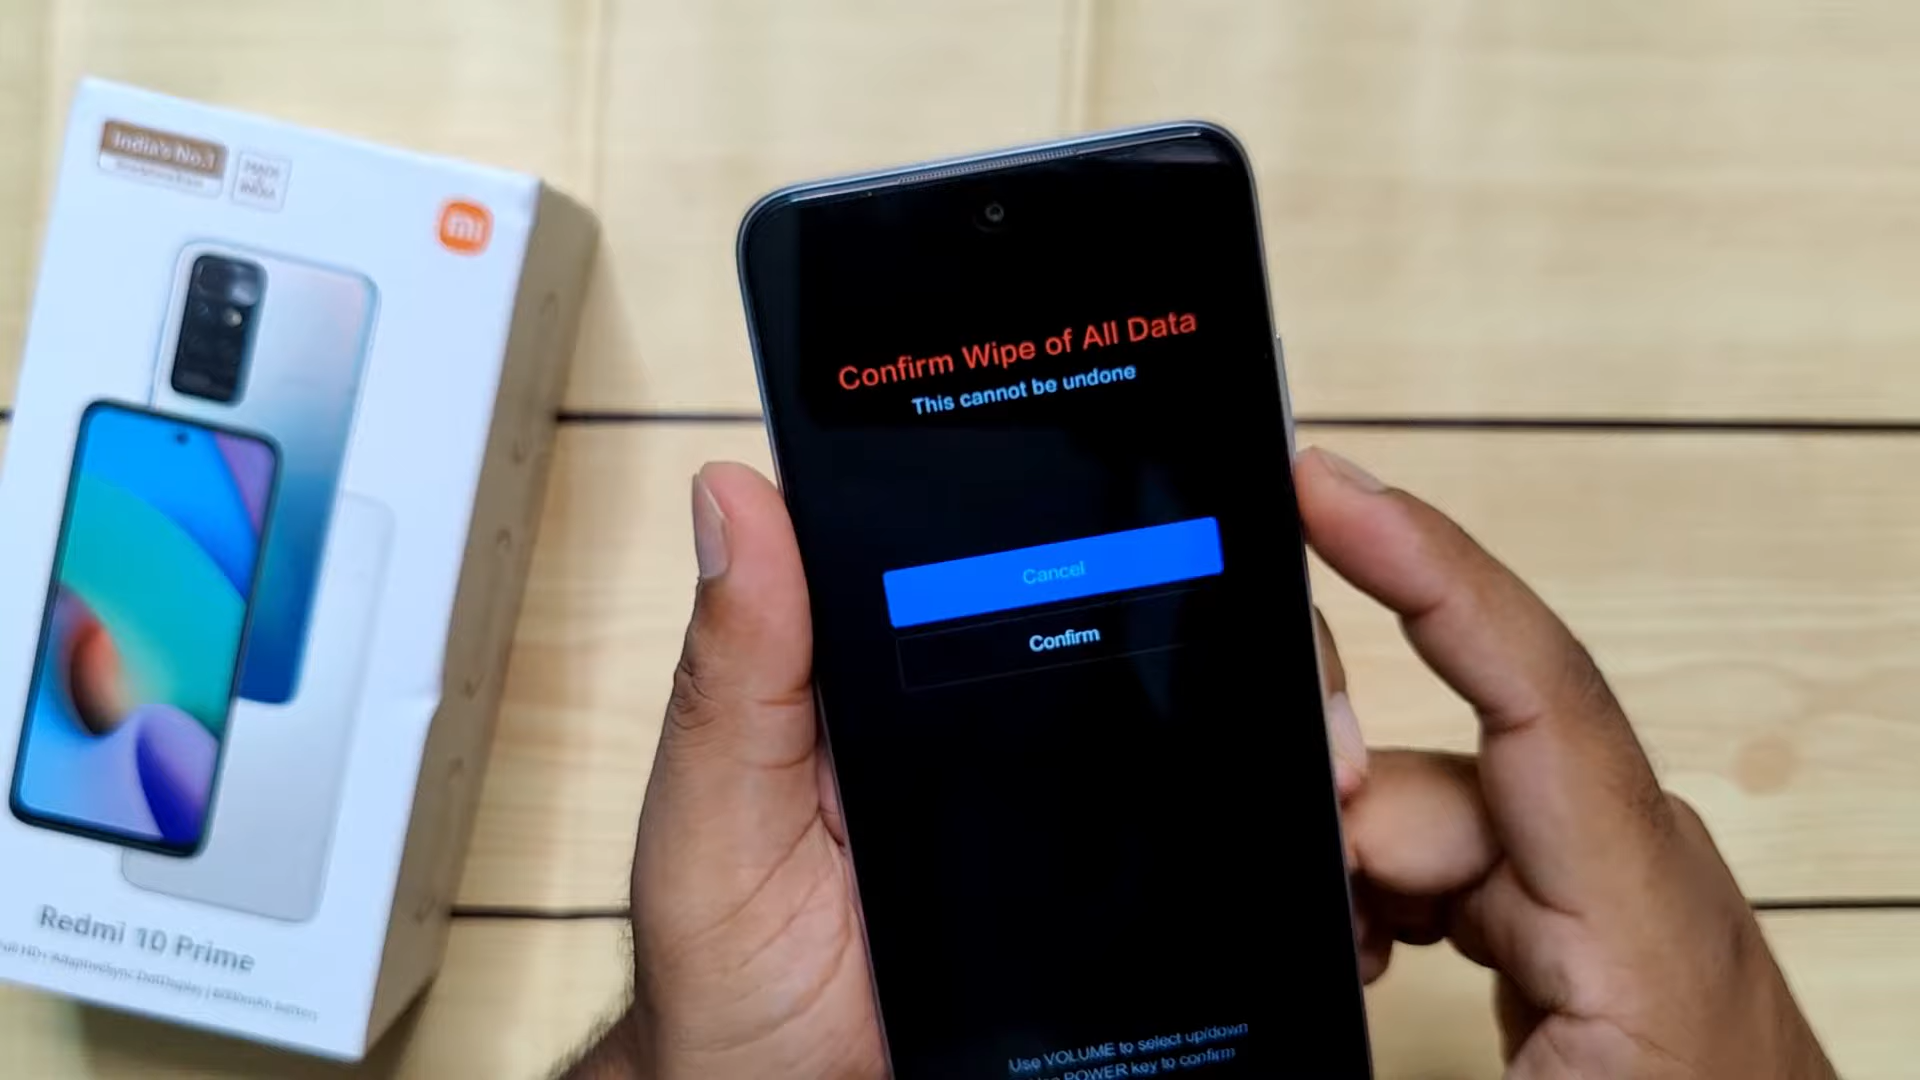 India's No.1
MADE
IN
INDIA
mi
Redmi 10 Prime
Confirm Wipe of All Data
This cannot be undone
Cancel
Confirm
Use VOLUME to select up/down
POWER key to confirm